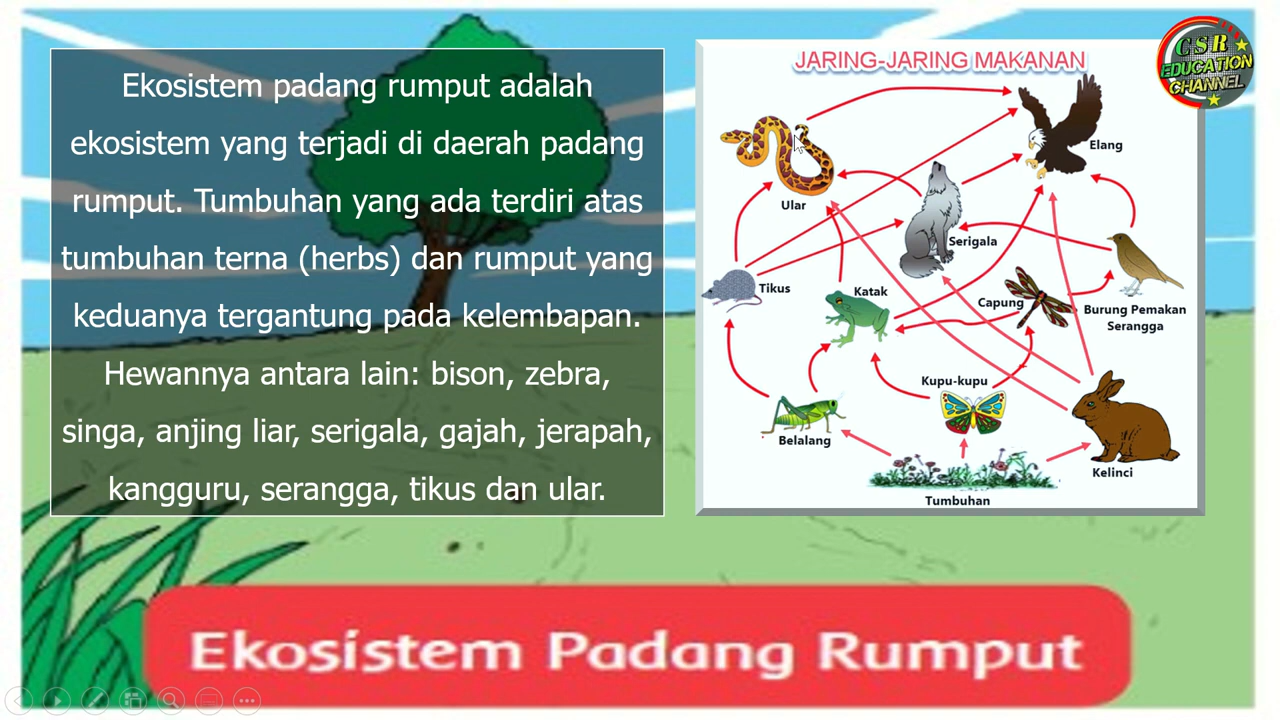 Ekosistem padang rumput adalah
ekosistem yang terjadi di daerah padang
rumput. Tumbuhan yang ada terdiri atas
tumbuhan terna (herbs) dan rumput yang
keduanya tergantung pada kelembapan.
Hewannya antara lain: bison, zebra,
singa, anjing liar, serigala, gajah, jerapah,
kangguru, serangga, tikus dan ular.
JARING-JARING MAKANAN
Elang
Ular
Serigala
Tikus
Katak
Capung
Burung Pemakan
Serangga
Kupu-kupu
Belalang
Kelinci
Tumbuhan
CSR
EDUCATION
CHANNEL
Ekosistem Padang Rumput